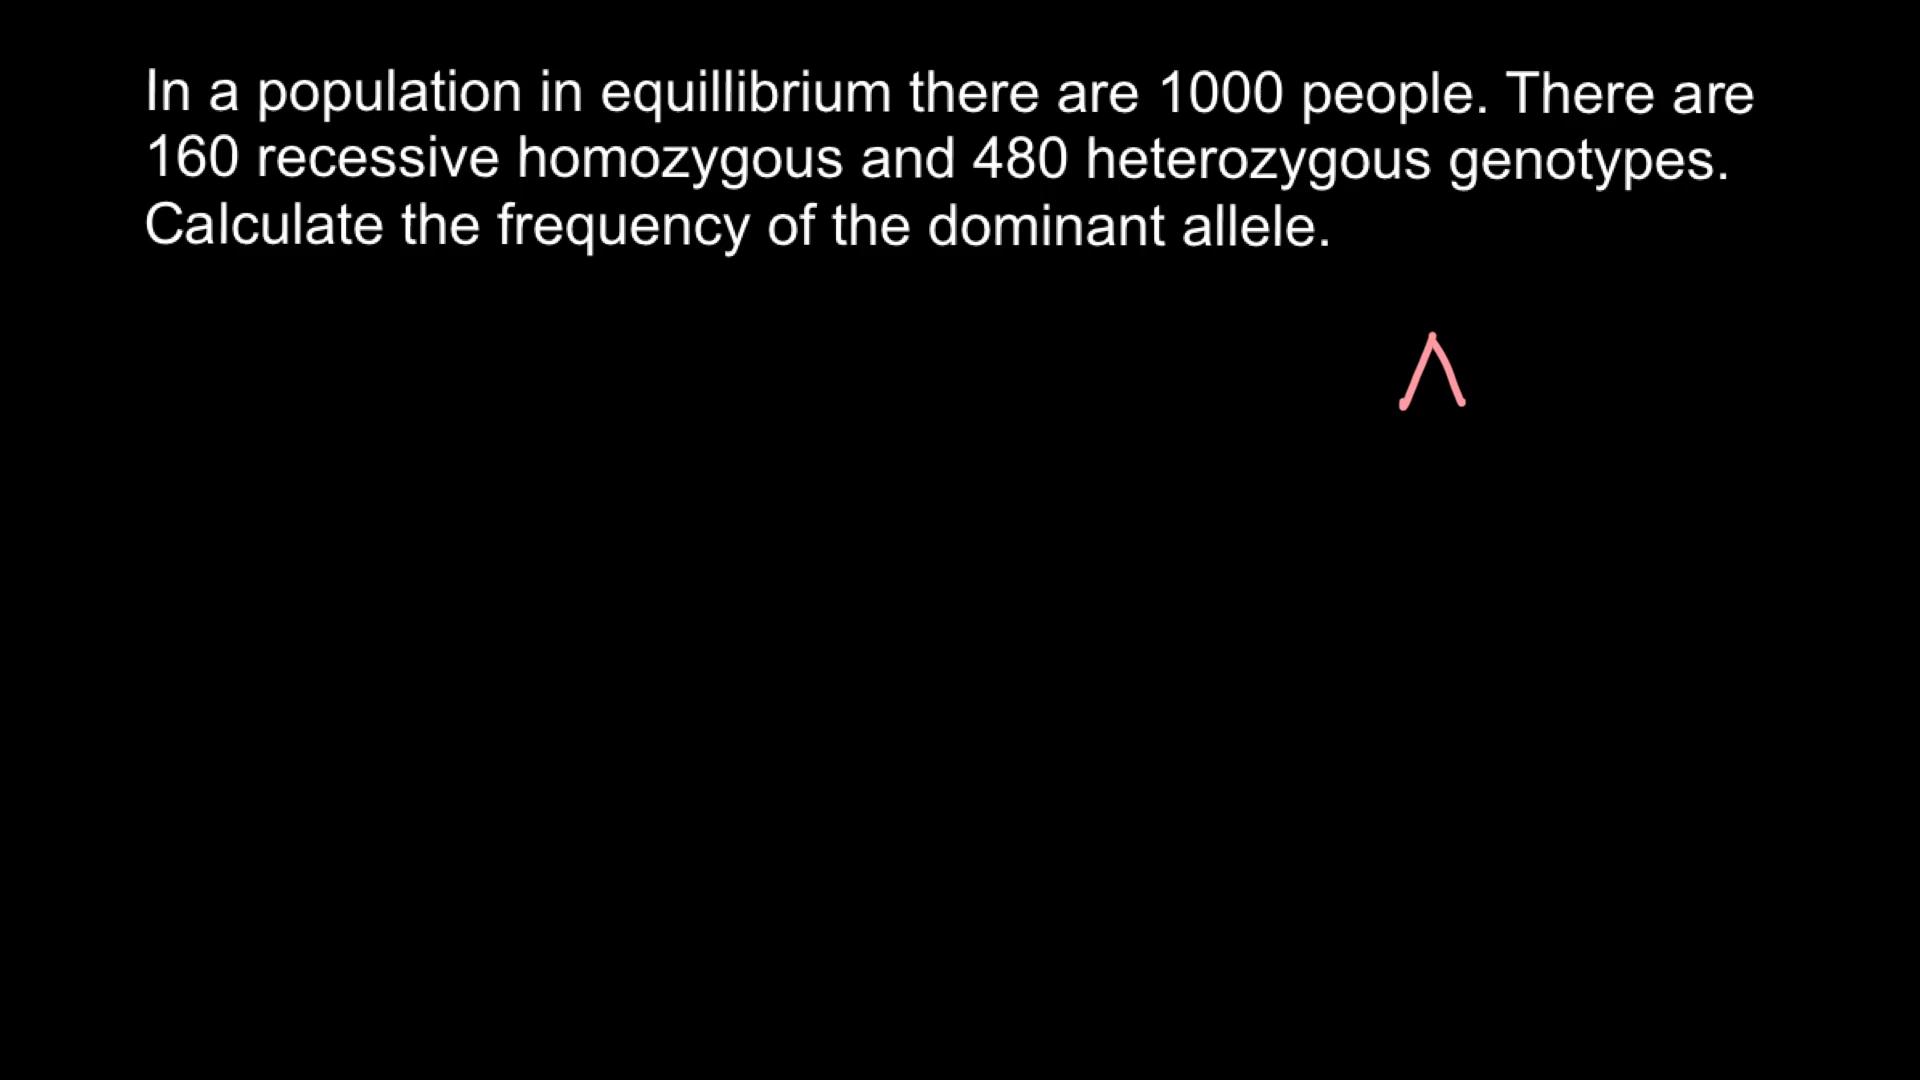 In a population in equillibrium there are 1000 people. There are
160 recessive homozygous and 480 heterozygous genotypes.
Calculate the frequency of the dominant allele.